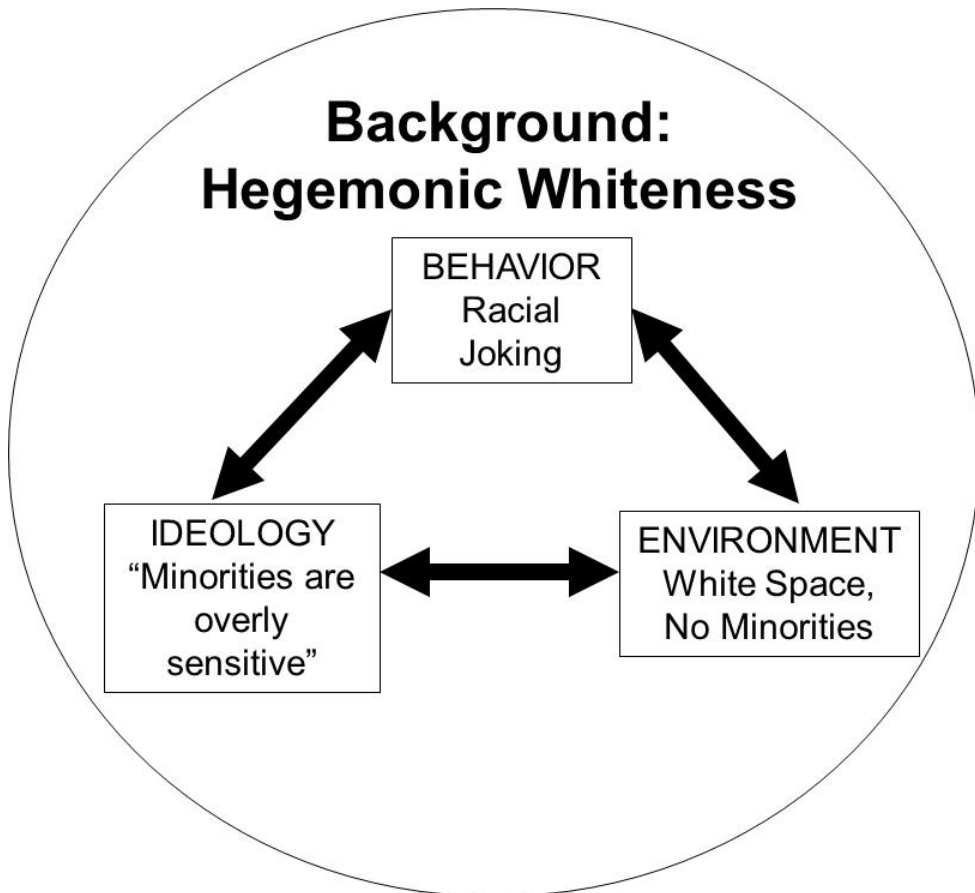 Background:
Hegemonic Whiteness
BEHAVIOR
Racial
Joking
IDEOLOGY
“Minorities are
overly
sensitive”
ENVIRONMENT
White Space,
No Minorities